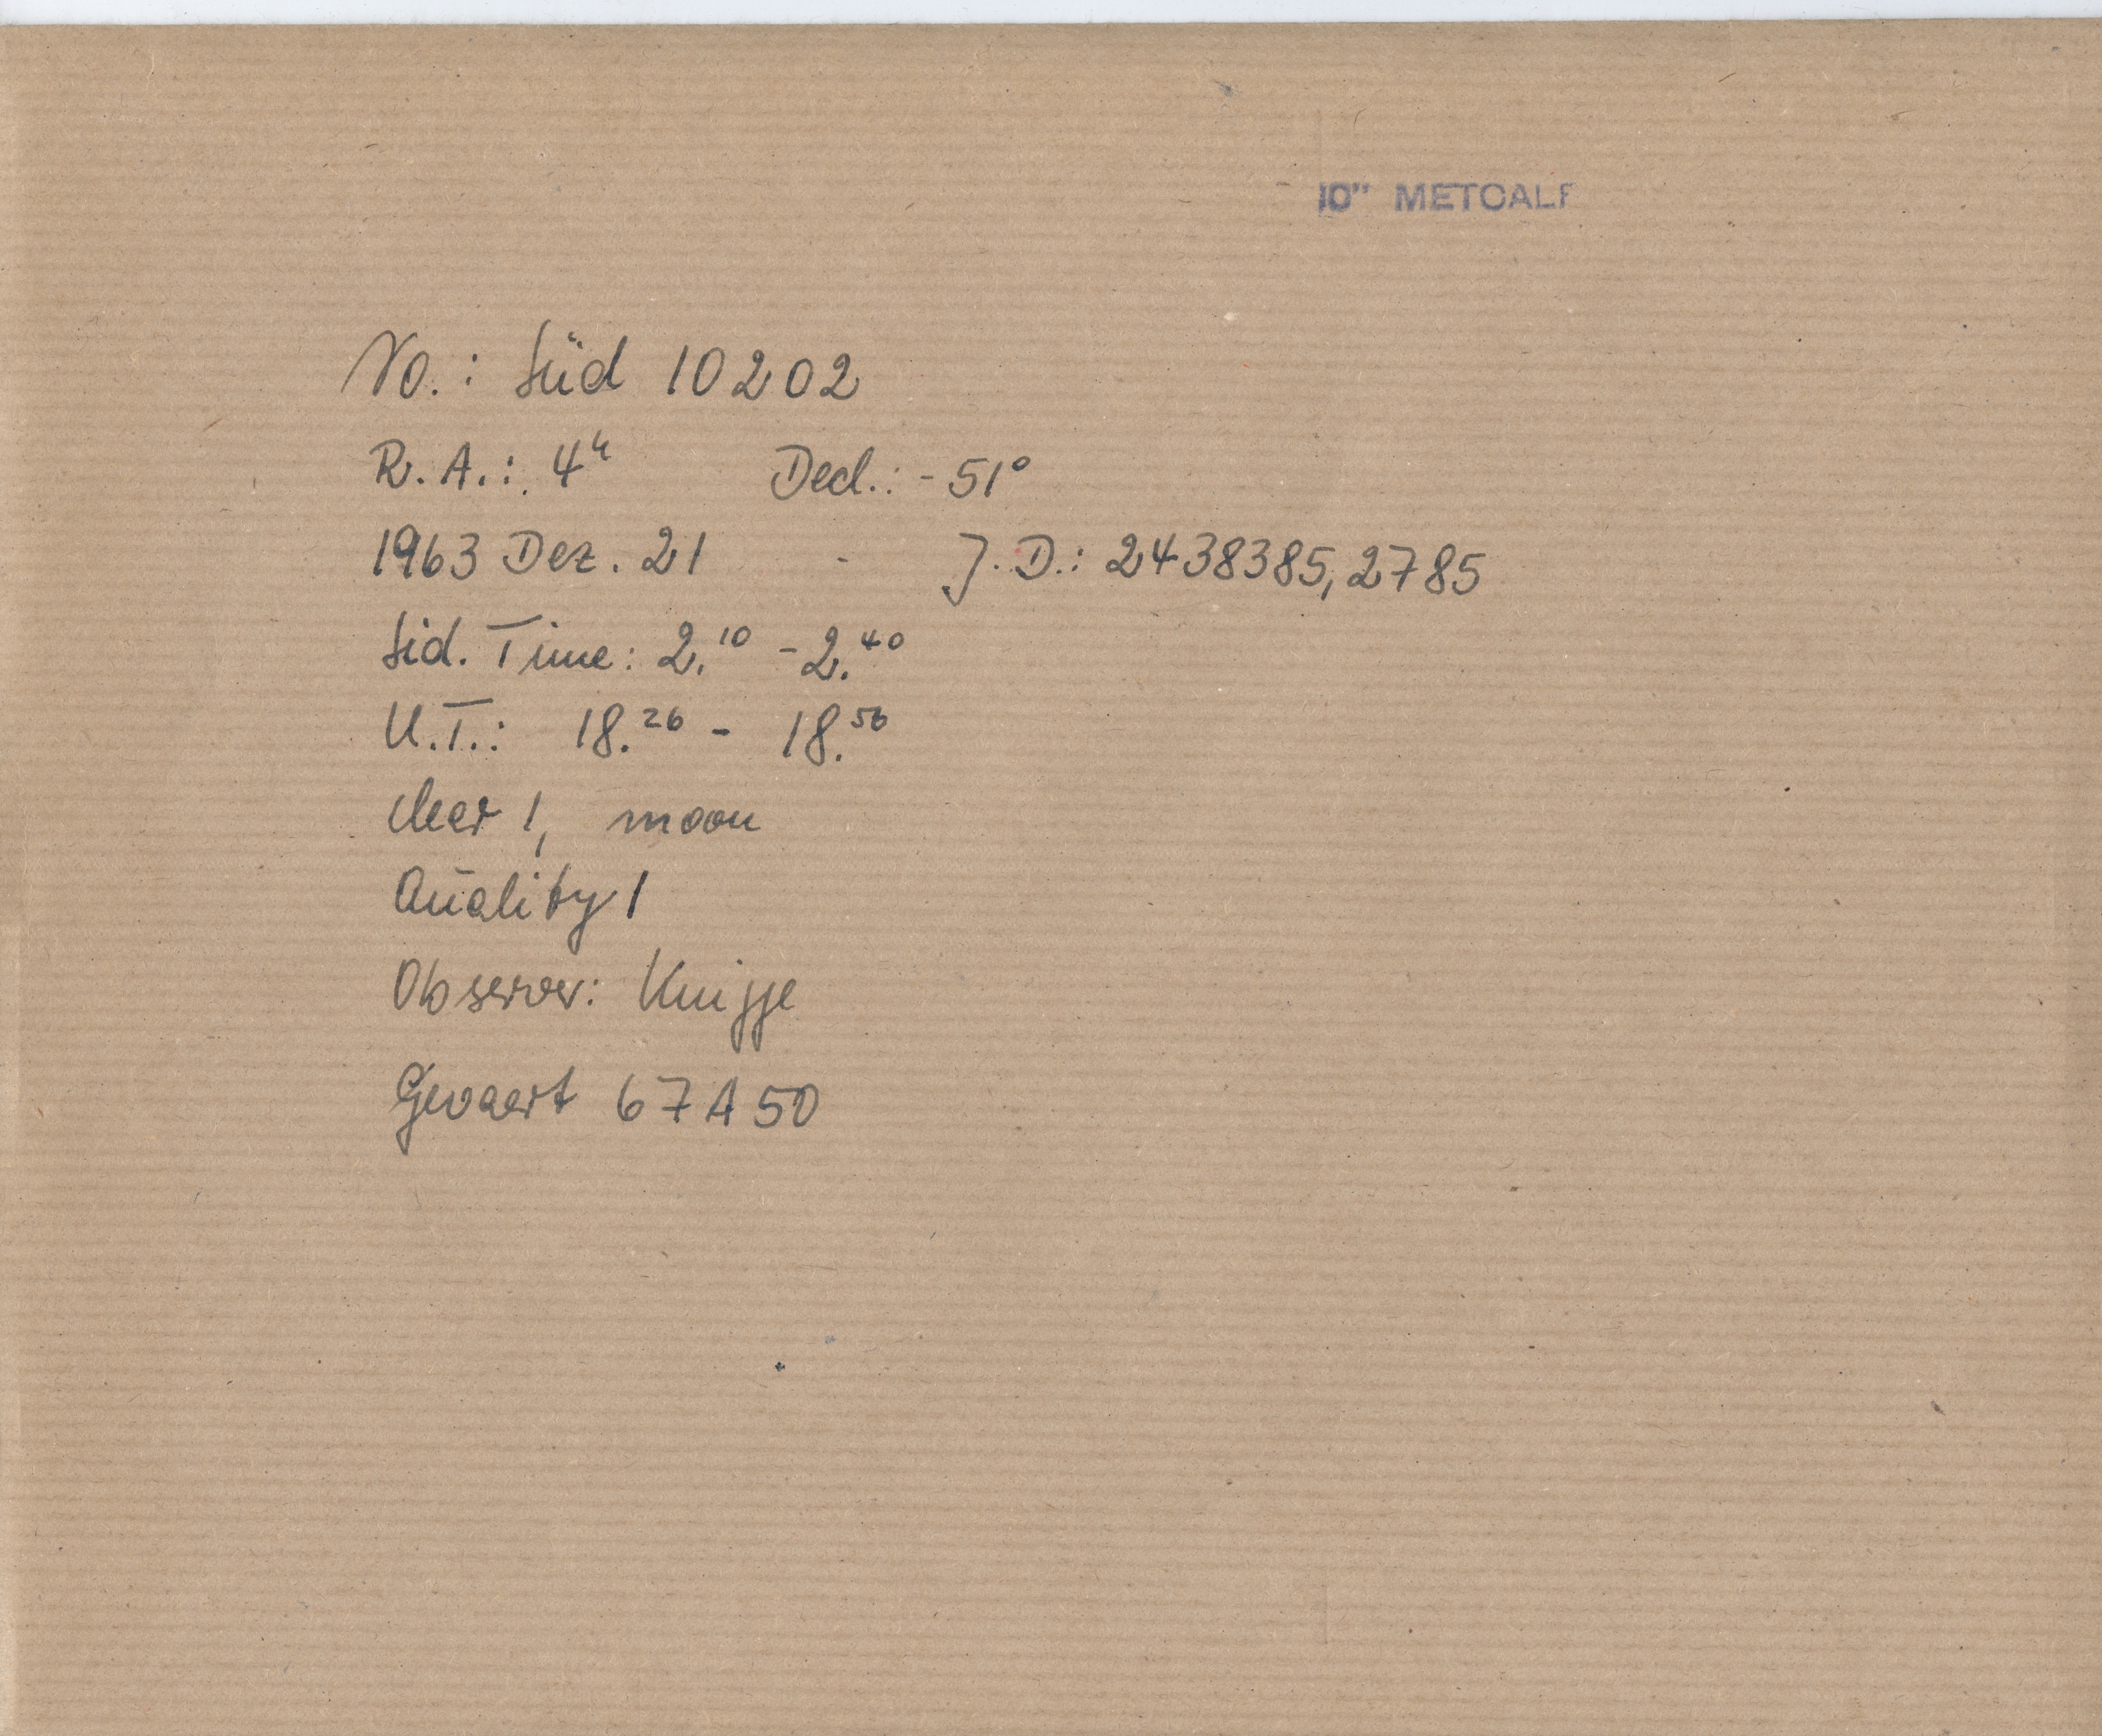 10" METCALF
No.: Süd 10202
R.A.: 4ʰ Decl.: -51°
1963 Dez. 21 - J.D.: 2438385,2785
Sid. Time: 2.¹⁰ - 2.⁴⁰
U.T.: 18.²⁶ - 18.⁵⁶
clear 1, moon
Quality 1
Observer: Knigge
Gevaert 67A50